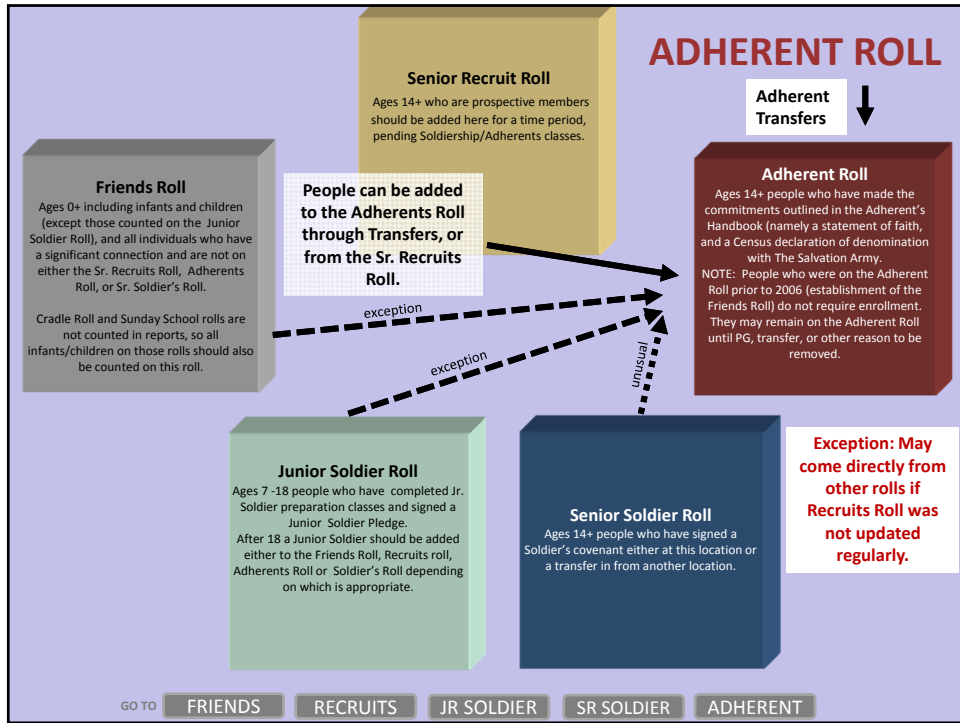 ADHERENT ROLL
Adherent
Transfers
Senior Recruit Roll
Ages 14+ who are prospective members
should be added here for a time period,
pending Soldiership/Adherents classes.
Friends Roll
Ages 0+ including infants and children
(except those counted on the Junior
Soldier Roll), and all individuals who have
a significant connection and are not on
either the Sr. Recruits Roll, Adherents
Roll, or Sr. Soldier's Roll.
Cradle Roll and Sunday School rolls are
not counted in reports, so all
infants/children on those rolls should also
be counted on this roll.
People can be added
to the Adherents Roll
through Transfers, or
from the Sr. Recruits
Roll.
Adherent Roll
Ages 14+ people who have made the
commitments outlined in the Adherent's
Handbook (namely a statement of faith,
and a Census declaration of denomination
with The Salvation Army.
NOTE: People who were on the Adherent
Roll prior to 2006 (establishment of the
Friends Roll) do not require enrollment.
They may remain on the Adherent Roll
until PG, transfer, or other reason to be
removed.
exception
exception
unusual
Junior Soldier Roll
Ages 7 -18 people who have completed Jr.
Soldier preparation classes and signed a
Junior Soldier Pledge.
After 18 a Junior Soldier should be added
either to the Friends Roll, Recruits roll,
Adherents Roll or Soldier's Roll depending
on which is appropriate.
Senior Soldier Roll
Ages 14+ people who have signed a
Soldier's covenant either at this location or
a transfer in from another location.
Exception: May
come directly from
other rolls if
Recruits Roll was
not updated
regularly.
GO TO FRIENDS RECRUITS JR SOLDIER SR SOLDIER ADHERENT